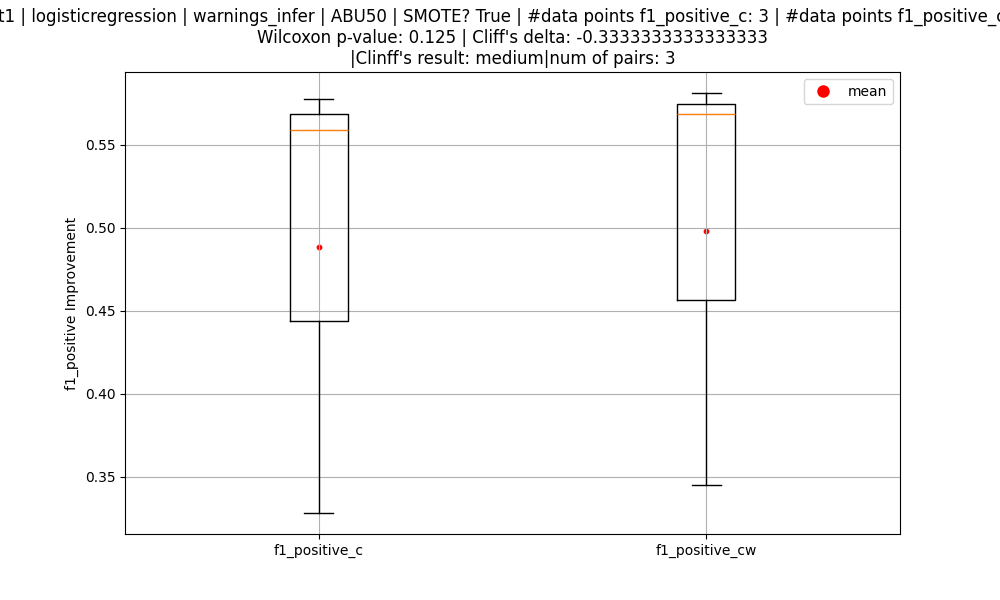 | logisticregression | warnings_infer | ABU50 | SMOTE? True | #data points f1_positive_c: 3 | #data points
Wilcoxon p-value: 0.125 | Cliff's delta: -0.3333333333333333
|Clinff's result: medium|num of pairs: 3
mean
0.55
0.50
0.45
0.40
0.35
f1_positive Improvement
f1_positive_c
f1_positive_cw